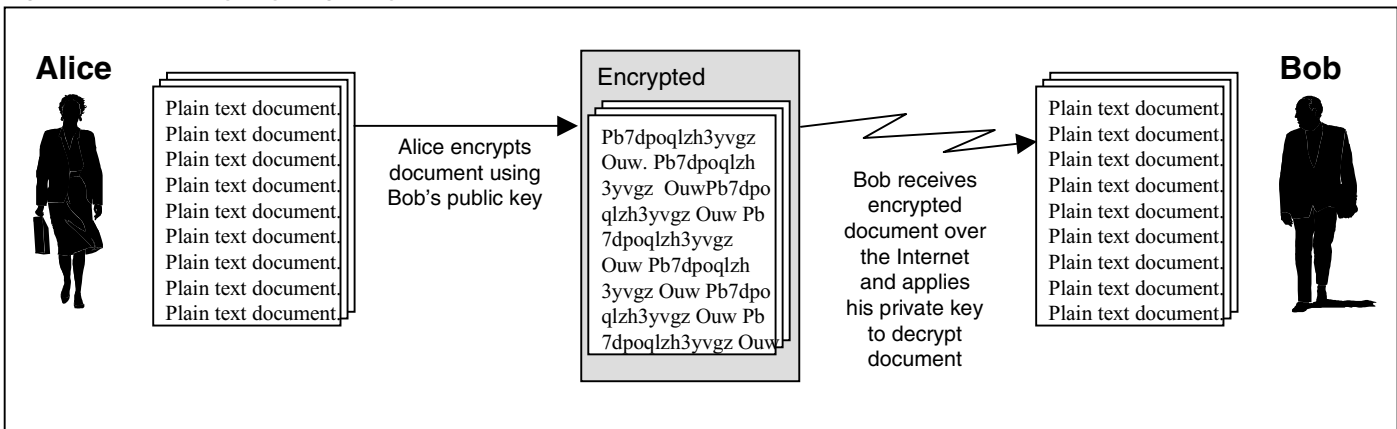 Alice
Plain text document.
Plain text document.
Plain text document.
Plain text document.
Plain text document.
Plain text document.
Plain text document.
Plain text document.
Plain text document.
Alice encrypts
document using
Bob's public key
Encrypted
Pb7dpoqlzh3yvgz
Ouw. Pb7dpoqlzh
3yvgz OuwPb7dpo
qlzh3yvgz Ouw Pb
7dpoqlzh3yvgz
Ouw Pb7dpoqlzh
3yvgz Ouw Pb7dpo
qlzh3yvgz Ouw Pb
7dpoqlzh3yvgz Ouw
Bob receives
encrypted
document over
the Internet
and applies
his private key
to decrypt
document
Bob
Plain text document.
Plain text document.
Plain text document.
Plain text document.
Plain text document.
Plain text document.
Plain text document.
Plain text document.
Plain text document.